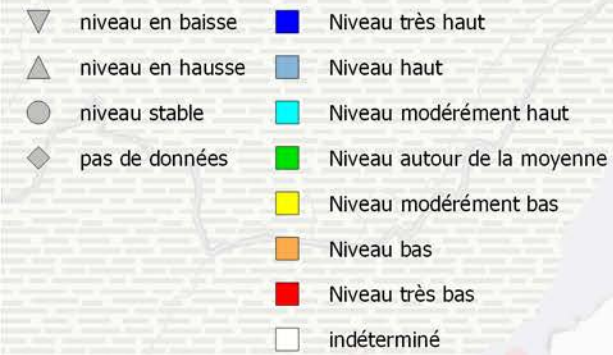 niveau en baisse
niveau en hausse
niveau stable
pas de données
Niveau très haut
Niveau haut
Niveau modérément haut
Niveau autour de la moyenne
Niveau modérément bas
Niveau bas
Niveau très bas
indéterminé